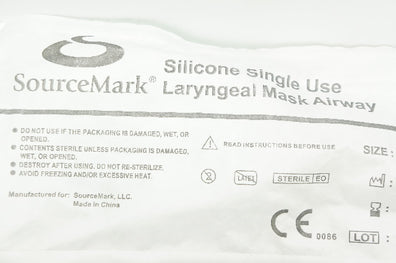 SourceMark®
Silicone Single Use
Laryngeal Mask Airway
● DO NOT USE IF THE PACKAGING IS DAMAGED, WET, OR
OPENED.
● CONTENTS STERILE UNLESS PACKAGING IS DAMAGED,
WET, OR OPENED.
● DESTROY AFTER USING. DO NOT RE-STERILIZE.
● AVOID FREEZING AND/OR EXCESSIVE HEAT.
Manufactured for: SourceMark, LLC.
Made in China
READ INSTRUCTIONS BEFORE USE
LATEX
STERILE EO
CE 0086
SIZE:
:
:
LOT :